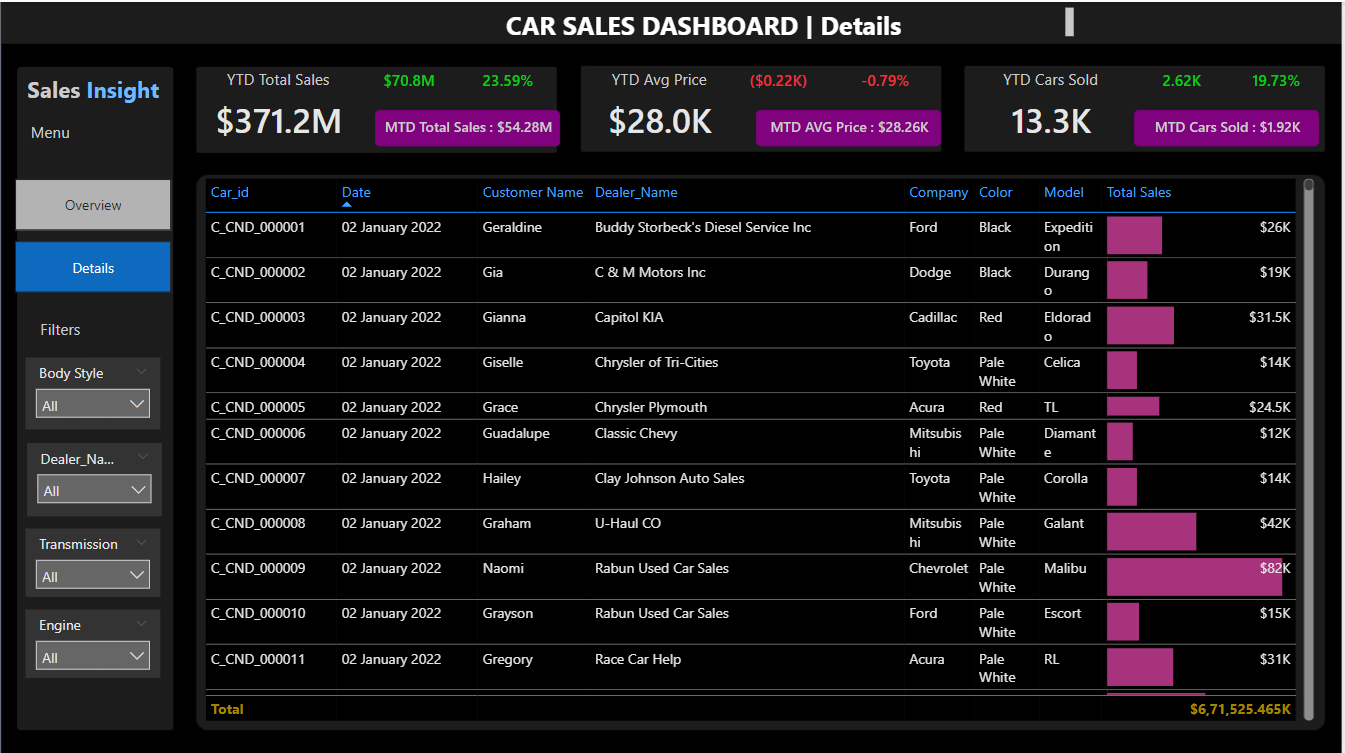 CAR SALES DASHBOARD | Details
Sales Insight
Menu
Overview
Details
Filters
Body Style
All
Dealer_Na...
All
Transmission
All
Engine
All
YTD Total Sales $70.8M 23.59%
$371.2M MTD Total Sales : $54.28M
YTD Avg Price ($0.22K) -0.79%
$28.0K MTD AVG Price : $28.26K
YTD Cars Sold 2.62K 19.73%
13.3K MTD Cars Sold : $1.92K
Car_id Date Customer Name Dealer_Name Company Color Model Total Sales
C_CND_000001 02 January 2022 Geraldine Buddy Storbeck's Diesel Service Inc Ford Black Expediti $26K
on
C_CND_000002 02 January 2022 Gia C & M Motors Inc Dodge Black Durang $19K
o
C_CND_000003 02 January 2022 Gianna Capitol KIA Cadillac Red Eldorad $31.5K
o
C_CND_000004 02 January 2022 Giselle Chrysler of Tri-Cities Toyota Pale Celica $14K
White
C_CND_000005 02 January 2022 Grace Chrysler Plymouth Acura Red TL $24.5K
C_CND_000006 02 January 2022 Guadalupe Classic Chevy Mitsubis Pale Diamant $12K
hi White e
C_CND_000007 02 January 2022 Hailey Clay Johnson Auto Sales Toyota Pale Corolla $14K
White
C_CND_000008 02 January 2022 Graham U-Haul CO Mitsubis Pale Galant $42K
hi White
C_CND_000009 02 January 2022 Naomi Rabun Used Car Sales Chevrolet Pale Malibu $82K
White
C_CND_000010 02 January 2022 Grayson Rabun Used Car Sales Ford Pale Escort $15K
White
C_CND_000011 02 January 2022 Gregory Race Car Help Acura Pale RL $31K
White
Total $6,71,525.465K